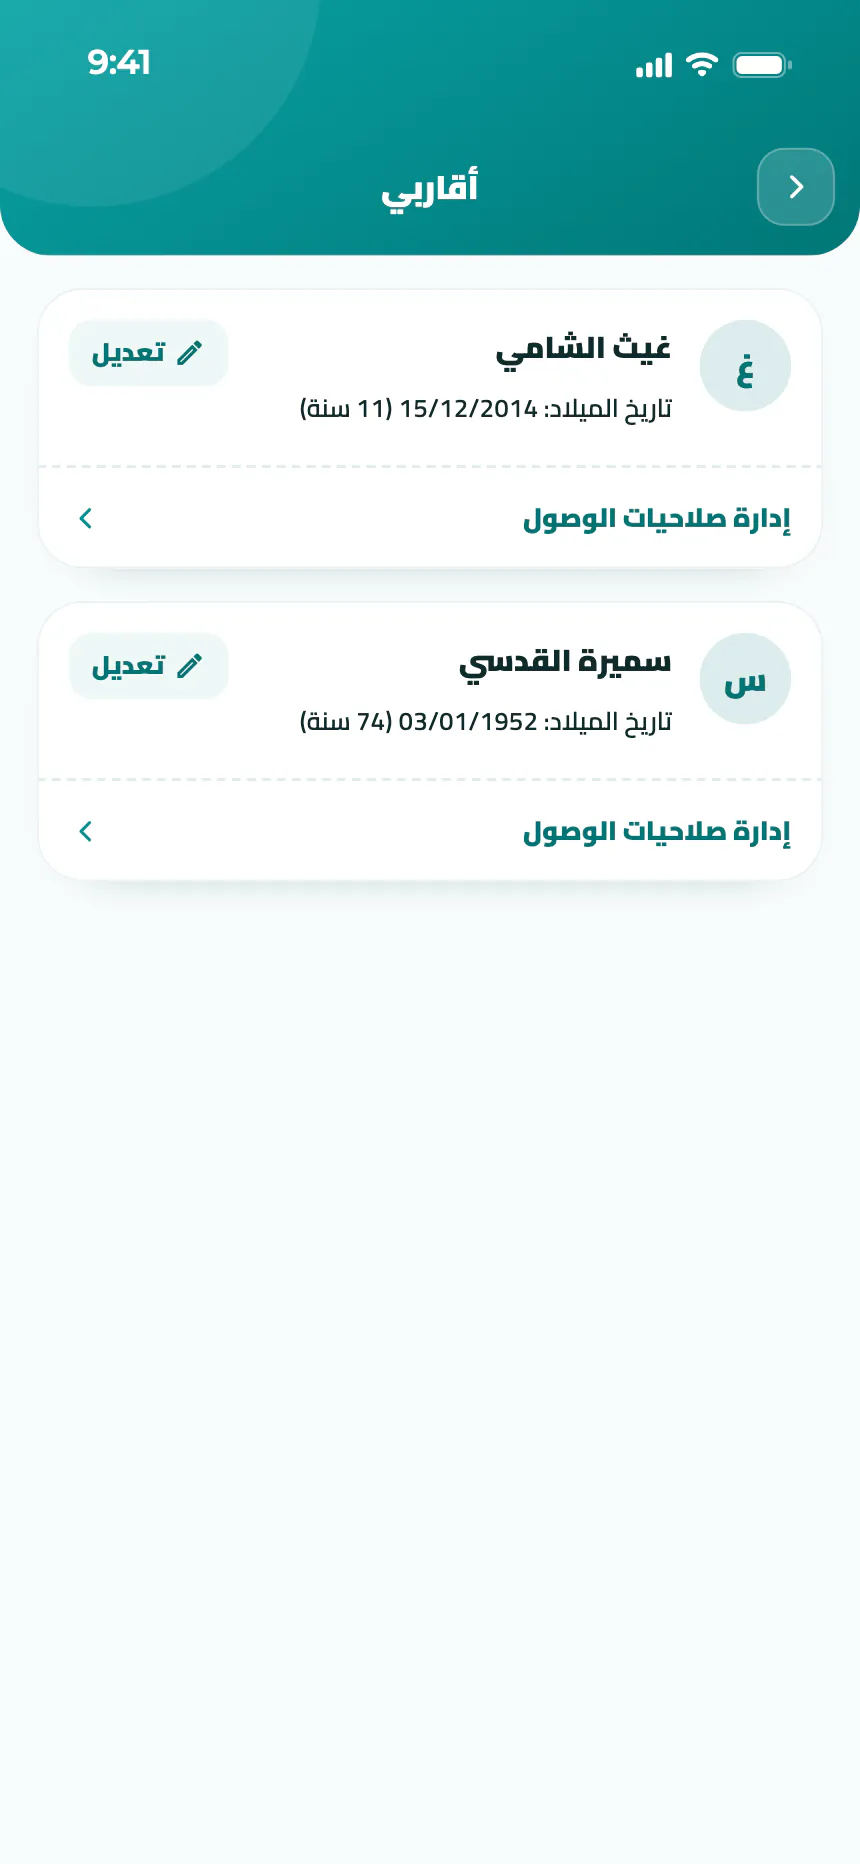 9:41
أقاربي
غ
غيث الشامي
تعديل
تاريخ الميلاد: 15/12/2014 (11 سنة)
إدارة صلاحيات الوصول
س
سميرة القدسي
تعديل
تاريخ الميلاد: 03/01/1952 (74 سنة)
إدارة صلاحيات الوصول